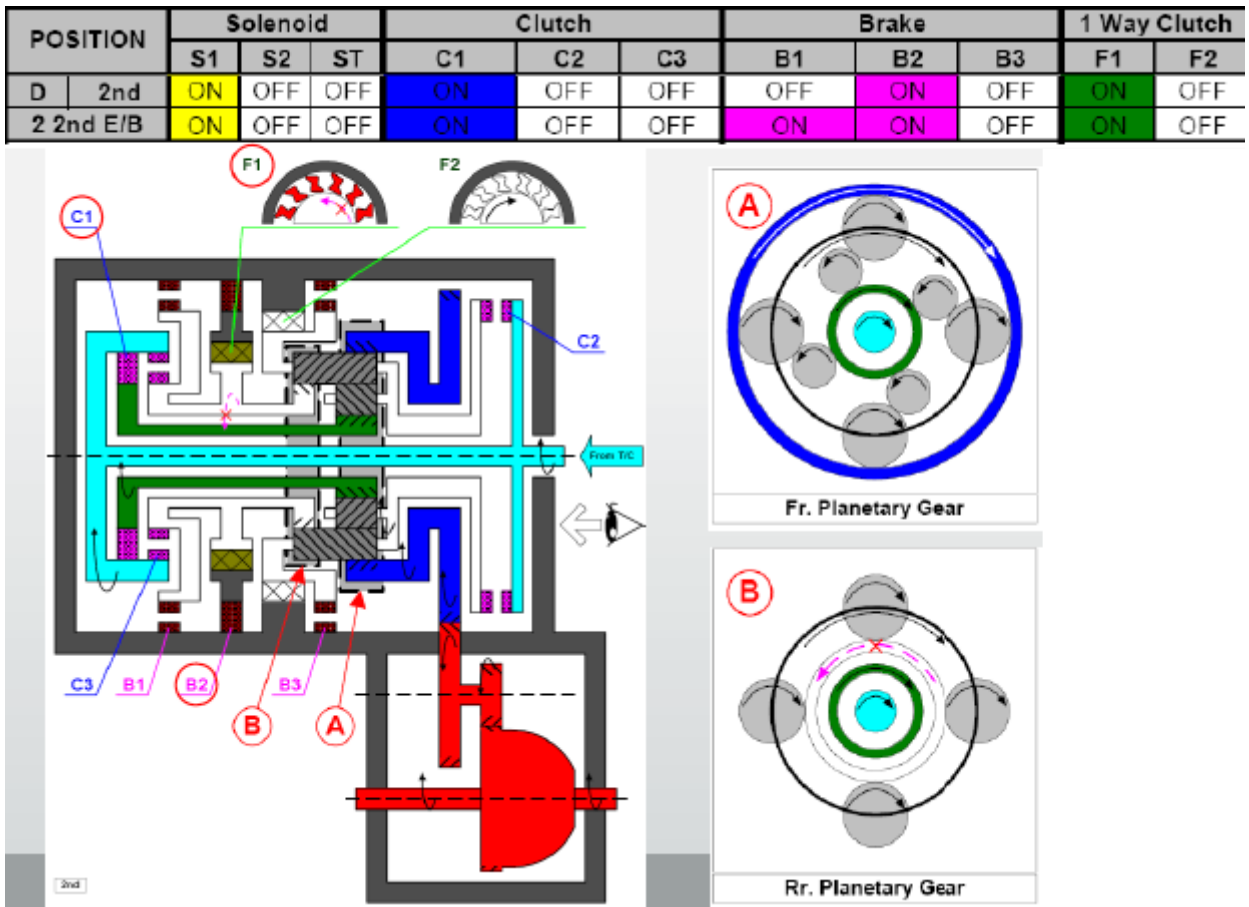 POSITION Solenoid Clutch Brake 1 Way Clutch
S1 S2 ST C1 C2 C3 B1 B2 B3 F1 F2
D 2nd ON OFF OFF ON OFF OFF OFF ON OFF ON OFF
2 2nd E/B ON OFF OFF ON OFF OFF ON ON OFF ON OFF
F1 F2
C1
C2
From T/C
C3 B1 B2 B3
B A
2nd
A
Fr. Planetary Gear
B
Rr. Planetary Gear